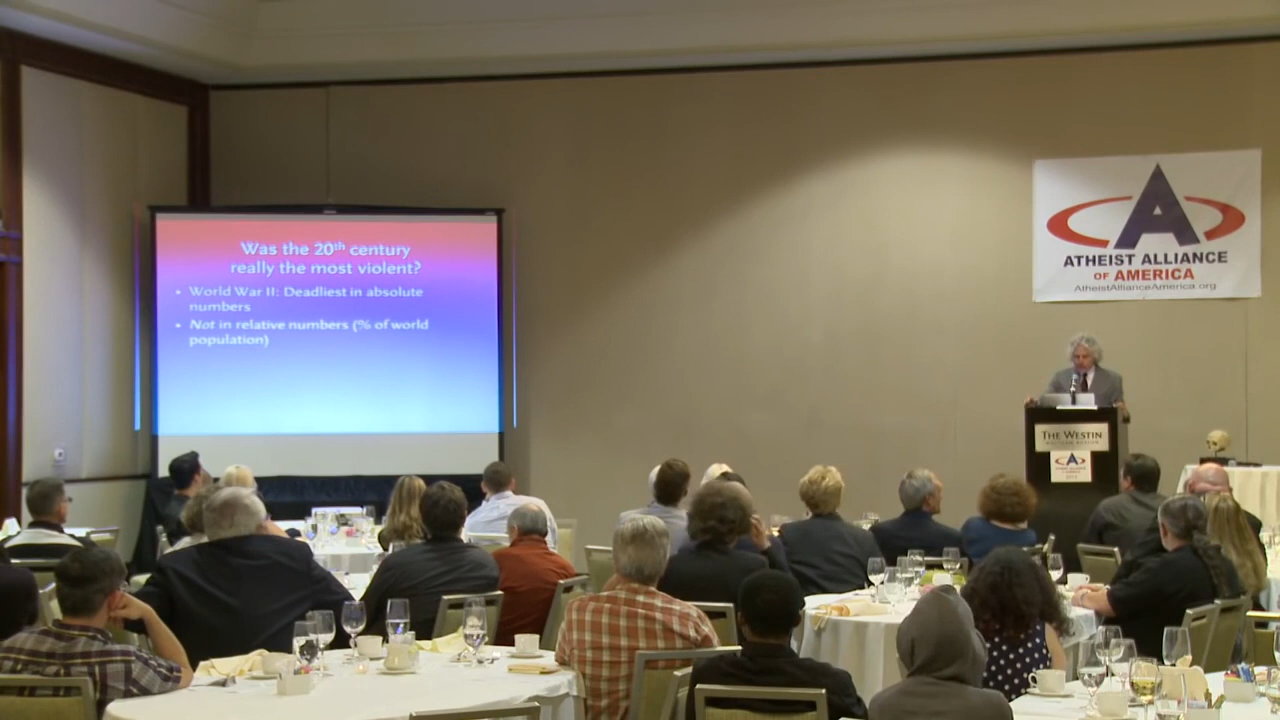 Was the 20th century
really the most violent?
• World War II: Deadliest in absolute
numbers
• Not in relative numbers (% of world
population)
A
ATHEIST ALLIANCE
OF AMERICA
AtheistAllianceAmerica.org
THE WESTIN
A